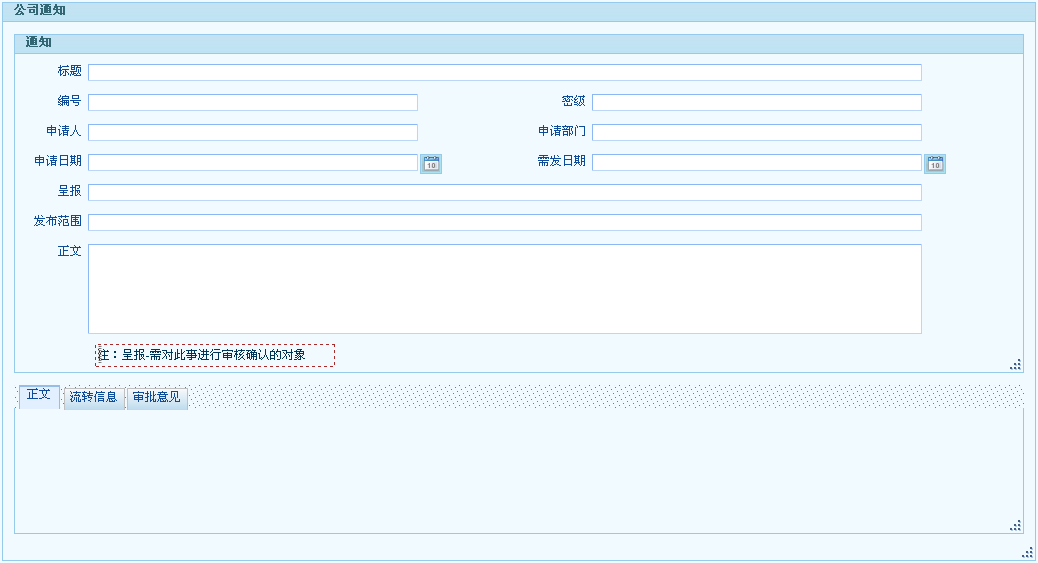 公司通知
通知
标题
编号 密级
申请人 申请部门
申请日期 10 需发日期 10
呈报
发布范围
正文
注：呈报-需对此事进行审核确认的对象
正文 流转信息 审批意见